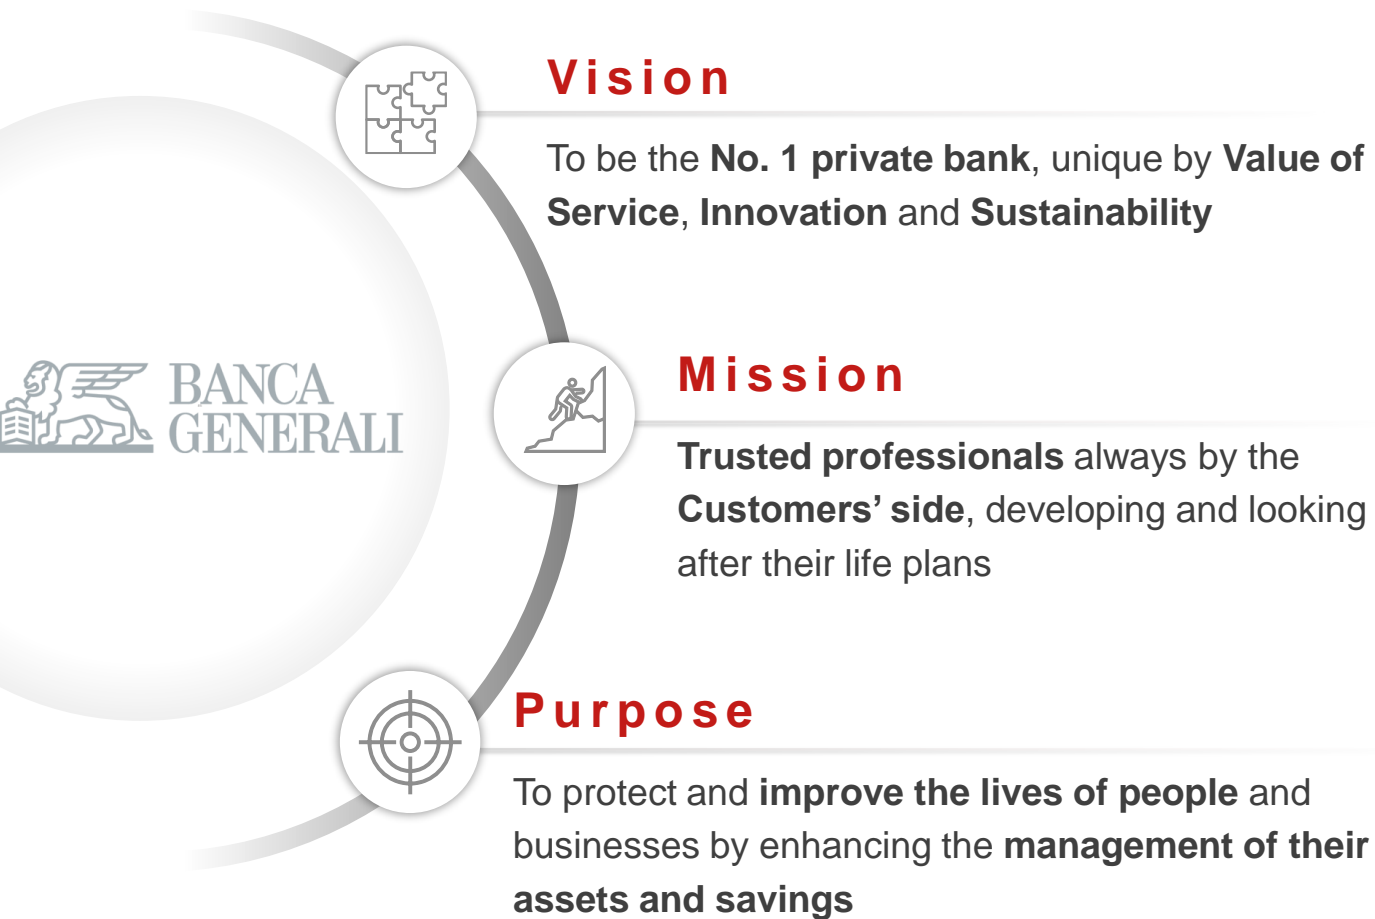 Vision
To be the No. 1 private bank, unique by Value of
Service, Innovation and Sustainability
BANCA
GENERALI
Mission
Trusted professionals always by the
Customers’ side, developing and looking
after their life plans
Purpose
To protect and improve the lives of people and
businesses by enhancing the management of their
assets and savings